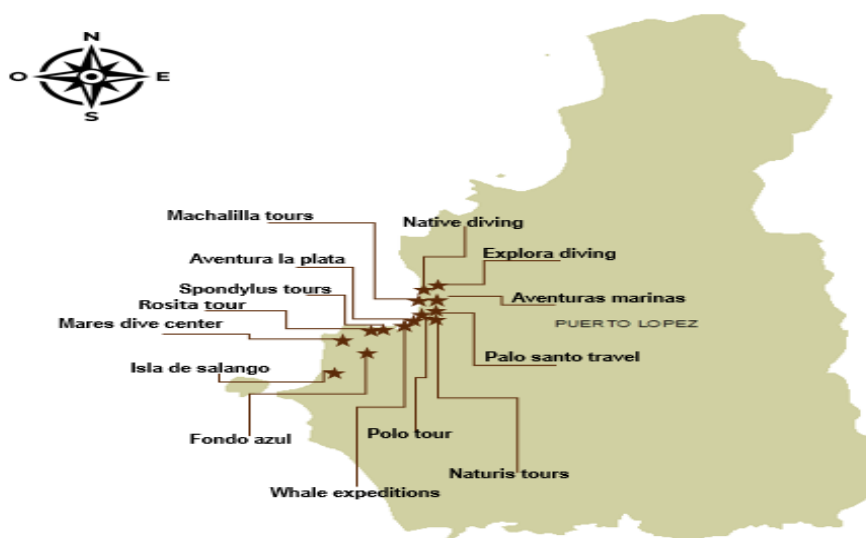 N
O E
S
Machalilla tours
Native diving
Aventura la plata
Explora diving
Spondylus tours
Rosita tour
Aventuras marinas
Mares dive center
PUERTO LOPEZ
Isla de salango
Palo santo travel
Fondo azul
Polo tour
Naturis tours
Whale expeditions